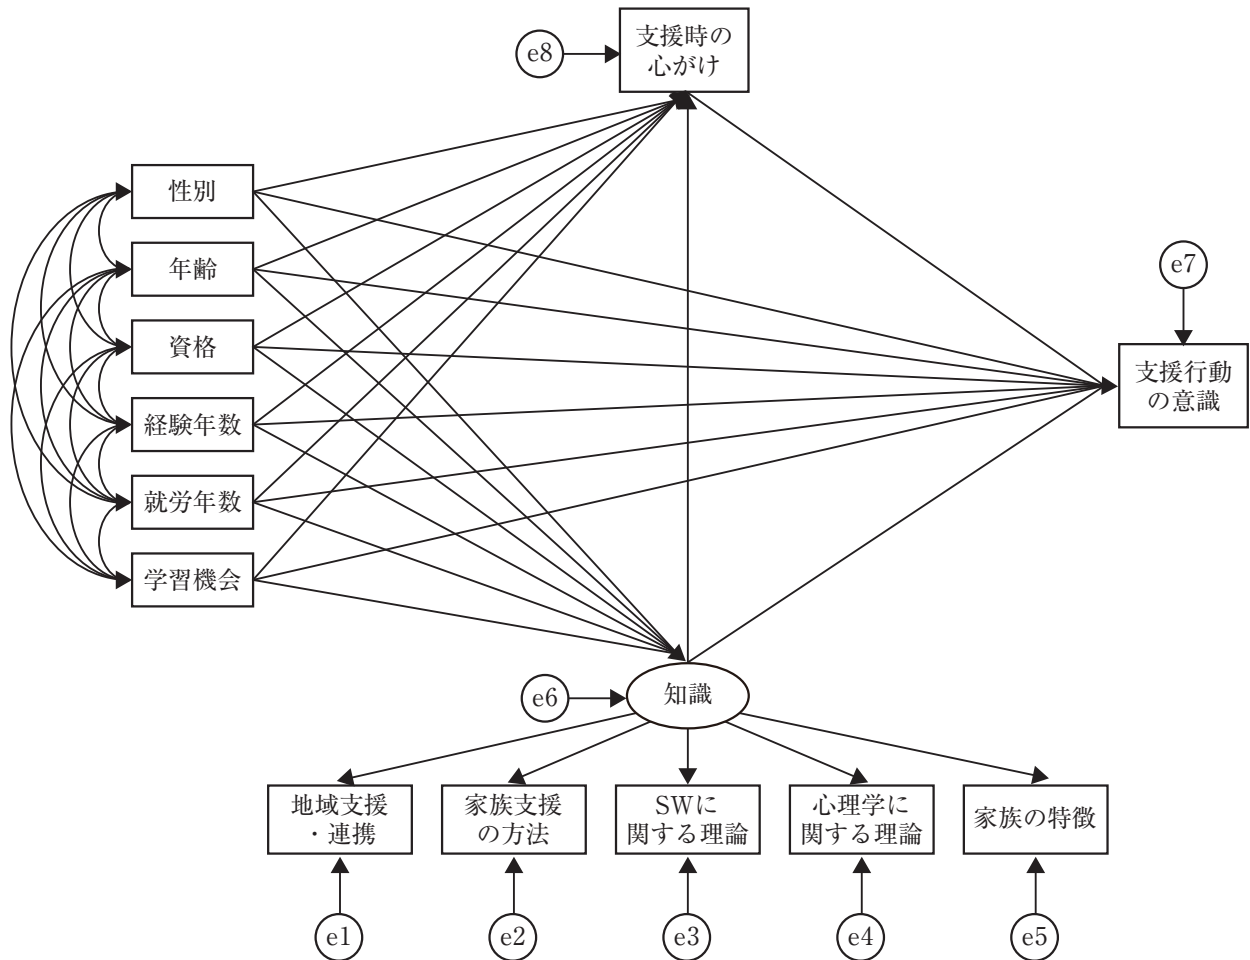 支援時の
心がけ
e8
性別
年齢
資格
経験年数
就労年数
学習機会
e7
支援行動
の意識
e6
知識
地域支援
・連携
家族支援
の方法
SWに
関する理論
心理学に
関する理論
家族の特徴
e1
e2
e3
e4
e5